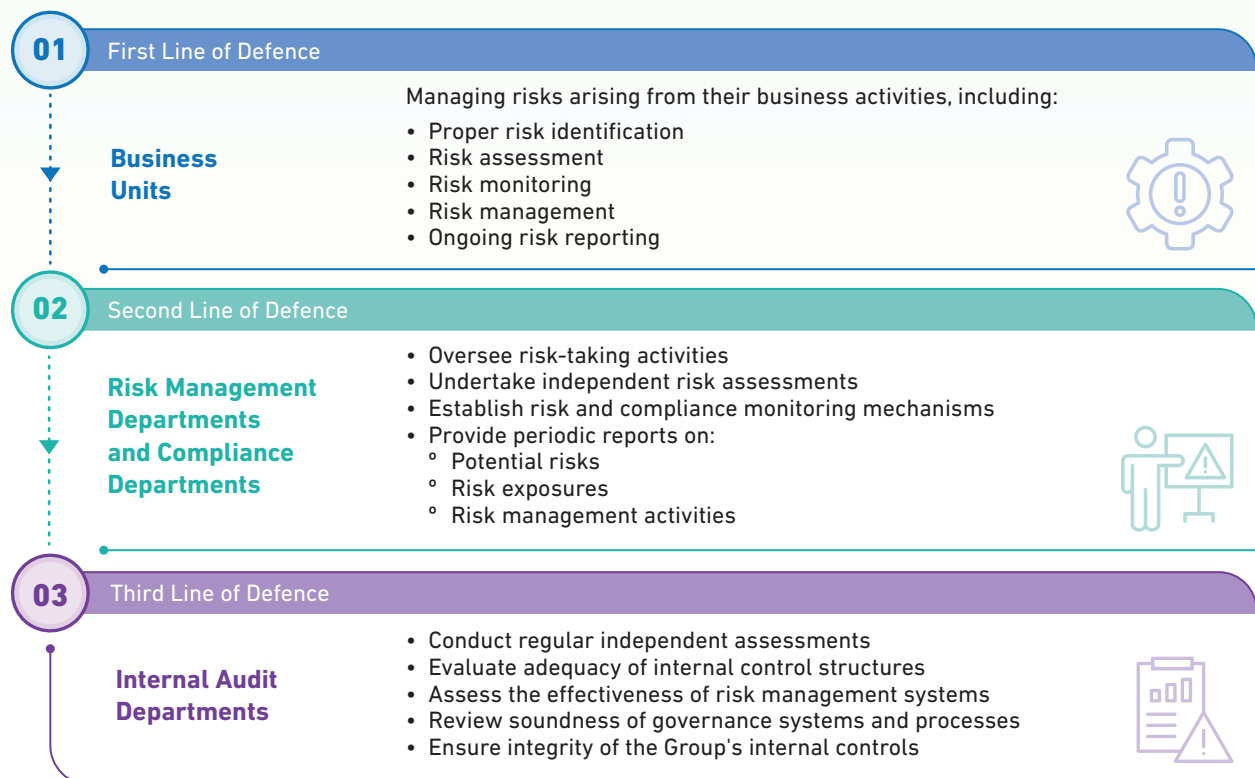 01
First Line of Defence
Business
Units
Managing risks arising from their business activities, including:
• Proper risk identification
• Risk assessment
• Risk monitoring
• Risk management
• Ongoing risk reporting
02
Second Line of Defence
Risk Management
Departments
and Compliance
Departments
• Oversee risk-taking activities
• Undertake independent risk assessments
• Establish risk and compliance monitoring mechanisms
• Provide periodic reports on:
º Potential risks
º Risk exposures
º Risk management activities
03
Third Line of Defence
Internal Audit
Departments
• Conduct regular independent assessments
• Evaluate adequacy of internal control structures
• Assess the effectiveness of risk management systems
• Review soundness of governance systems and processes
• Ensure integrity of the Group's internal controls